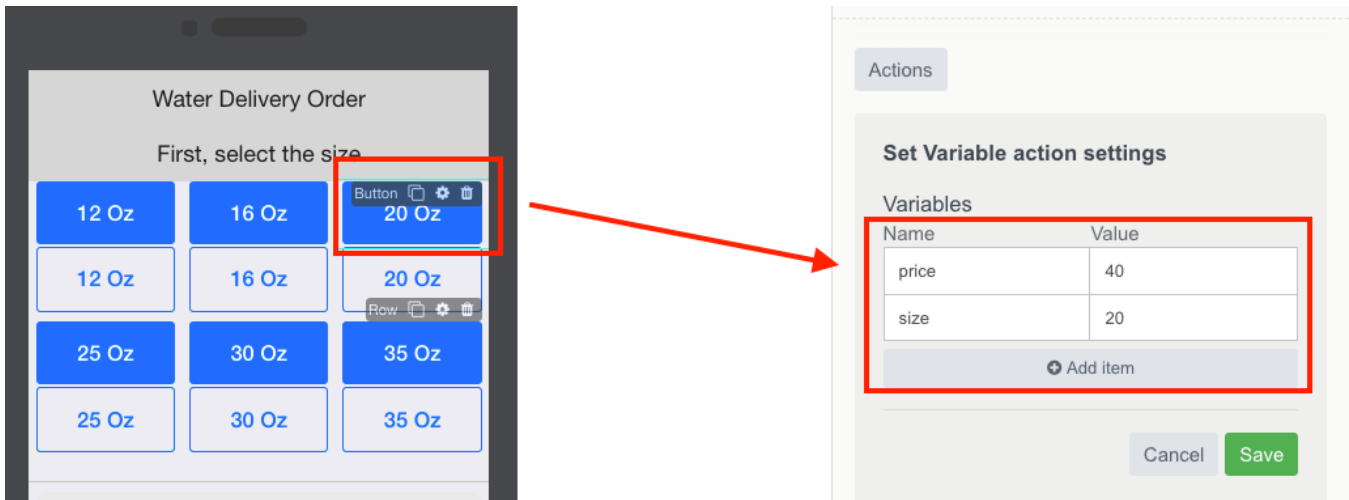 Water Delivery Order
First, select the size
Button
12 Oz 16 Oz 20 Oz
12 Oz 16 Oz 20 Oz
Row
25 Oz 30 Oz 35 Oz
25 Oz 30 Oz 35 Oz
Actions
Set Variable action settings
Variables
Name Value
price 40
size 20
Add item
Cancel Save